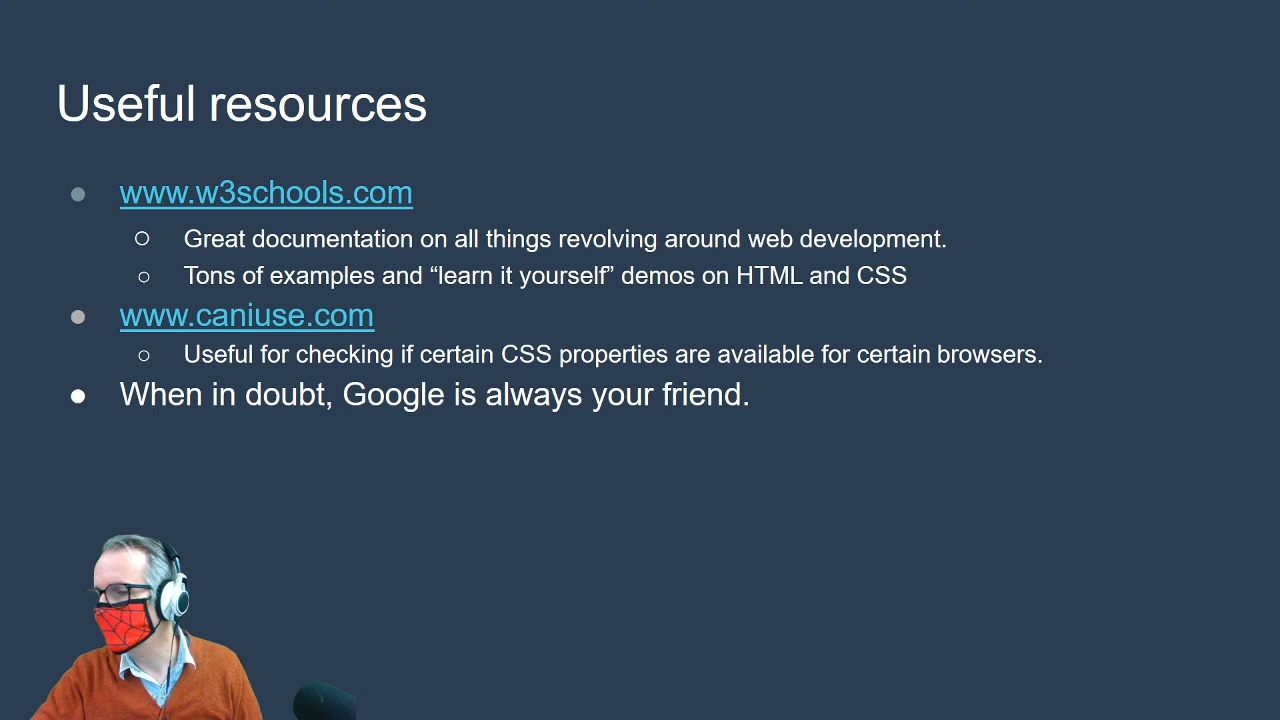 Useful resources
www.w3schools.com
Great documentation on all things revolving around web development.
Tons of examples and “learn it yourself” demos on HTML and CSS
www.caniuse.com
Useful for checking if certain CSS properties are available for certain browsers.
When in doubt, Google is always your friend.